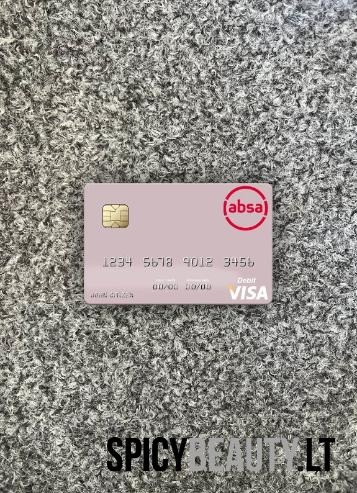 (absa)
1234 5678 9012 3456
00/00 00/00
Debit
VISA
SPICYBEAUTY.LT